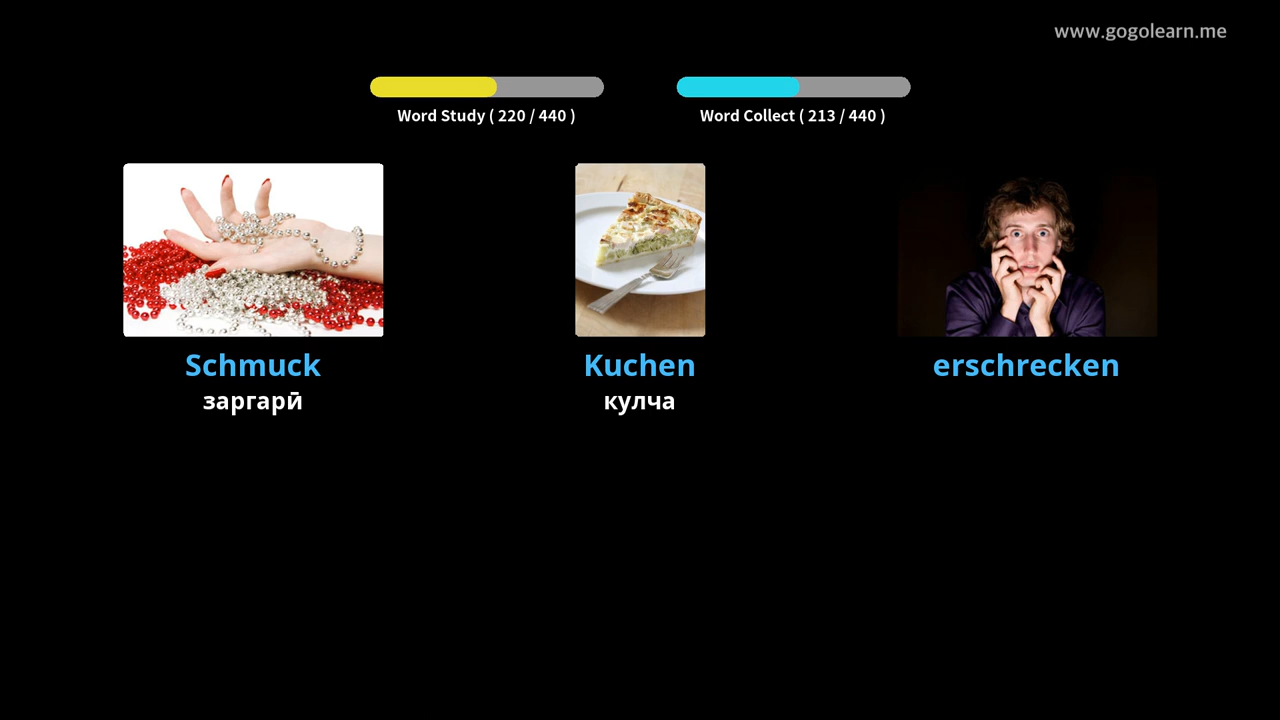 www.gogolearn.me
Word Study ( 220 / 440 )
Word Collect ( 213 / 440 )
Schmuck
Kuchen
erschrecken
заргарӣ
кулча